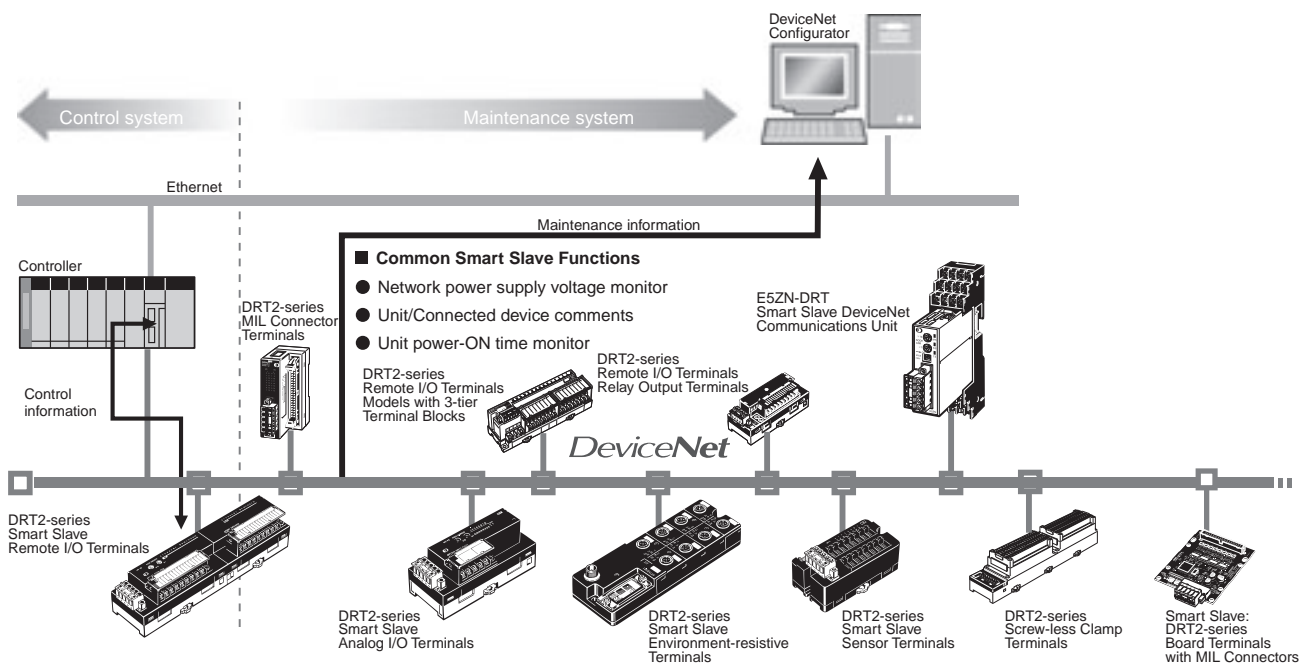 DeviceNet
Configurator
Control system
Maintenance system
Ethernet
Maintenance information
■ Common Smart Slave Functions
● Network power supply voltage monitor
● Unit/Connected device comments
● Unit power-ON time monitor
Controller
DRT2-series
MIL Connector
Terminals
E5ZN-DRT
Smart Slave DeviceNet
Communications Unit
Control
information
DRT2-series
Remote I/O Terminals
Models with 3-tier
Terminal Blocks
DRT2-series
Remote I/O Terminals
Relay Output Terminals
DeviceNet
DRT2-series
Smart Slave
Remote I/O Terminals
DRT2-series
Smart Slave
Analog I/O Terminals
DRT2-series
Smart Slave
Environment-resistive
Terminals
DRT2-series
Smart Slave
Sensor Terminals
DRT2-series
Screw-less Clamp
Terminals
Smart Slave:
DRT2-series
Board Terminals
with MIL Connectors